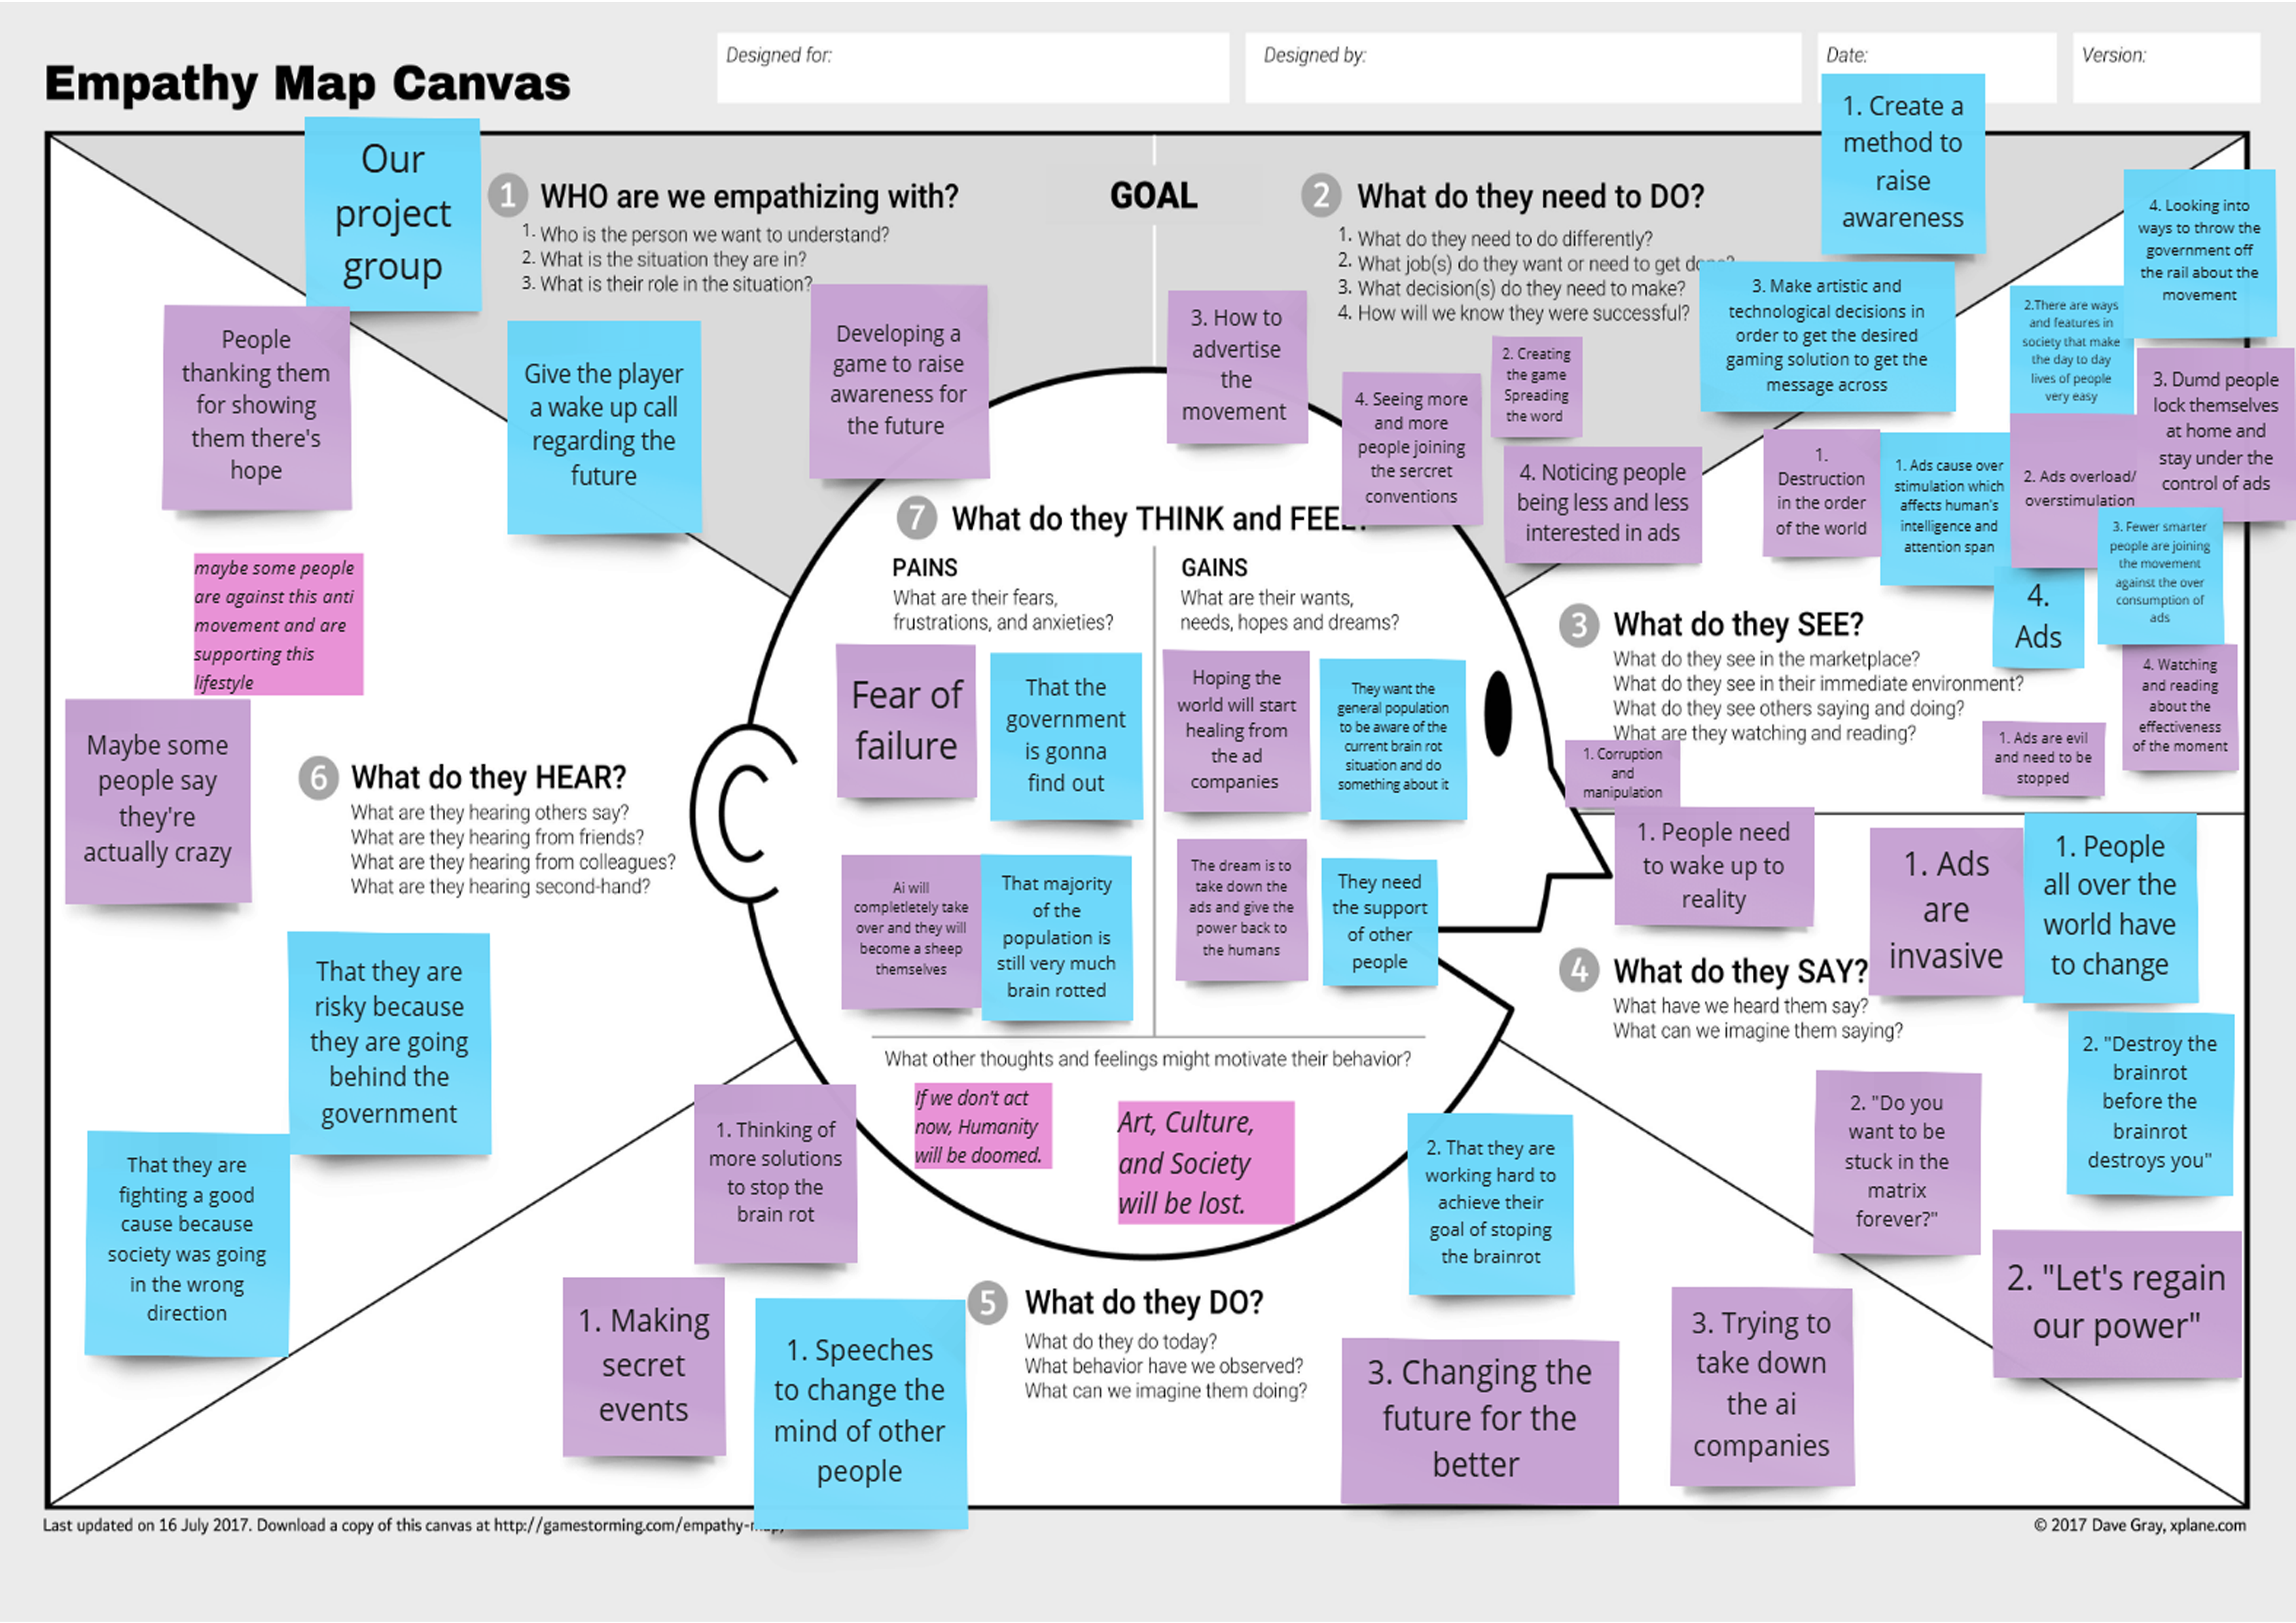 Empathy Map Canvas
Designed for:
Designed by:
Date:
Version:
Our
project
group
1 WHO are we empathizing with?
1. Who is the person we want to understand?
2. What is the situation they are in?
3. What is their role in the situation?
Give the player
a wake up call
regarding the
future
Developing a
game to raise
awareness for
the future
GOAL
2 What do they need to DO?
1. What do they need to do differently?
2. What job(s) do they want or need to get
3. What decision(s) do they need to make?
4. How will we know they were successful?
1. Create a
method to
raise
awareness
3. Make artistic and
technological decisions in
order to get the desired
gaming solution to get the
message across
3. How to
advertise
the
movement
4. Seeing more
and more
people joining
the sercret
conventions
2. Creating
the game
Spreading
the word
4. Noticing people
being less and less
interested in ads
4. Looking into
ways to throw the
government off
the rail about the
movement
2.There are ways
and features in
society that make
the day to day
lives of people
very easy
3. Dumd people
lock themselves
at home and
stay under the
control of ads
1.
Destruction
in the order
of the world
1. Ads cause over
stimulation which
affects human's
intelligence and
attention span
2. Ads overload/
overstimulation
3. Fewer smarter
people are joining
the movement
against the over
consumption of
ads
4.
Ads
3 What do they SEE?
What do they see in the marketplace?
What do they see in their immediate environment?
What do they see others saying and doing?
What are they watching and reading?
4. Watching
and reading
about the
effectiveness
of the moment
1. Ads are evil
and need to be
stopped
1. Corruption
and
manipulation
1. People need
to wake up to
reality
1. Ads
are
invasive
1. People
all over the
world have
to change
4 What do they SAY?
What have we heard them say?
What can we imagine them saying?
2. "Destroy the
brainrot
before the
brainrot
destroys you"
2. "Do you
want to be
stuck in the
matrix
forever?"
2. "Let's regain
our power"
5 What do they DO?
What do they do today?
What behavior have we observed?
What can we imagine them doing?
1. Thinking of
more solutions
to stop the
brain rot
1. Making
secret
events
1. Speeches
to change the
mind of other
people
2. That they are
working hard to
achieve their
goal of stoping
the brainrot
3. Changing the
future for the
better
3. Trying to
take down
the ai
companies
People
thanking them
for showing
them there's
hope
maybe some people
are against this anti
movement and are
supporting this
lifestyle
Maybe some
people say
they're
actually crazy
6 What do they HEAR?
What are they hearing others say?
What are they hearing from friends?
What are they hearing from colleagues?
What are they hearing second-hand?
That they are
risky because
they are going
behind the
government
That they are
fighting a good
cause because
society was going
in the wrong
direction
7 What do they THINK and FEEL?
PAINS
What are their fears,
frustrations, and anxieties?
Fear of
failure
That the
government
is gonna
find out
Ai will
completletely take
over and they will
become a sheep
themselves
That majority
of the
population is
still very much
brain rotted
GAINS
What are their wants,
needs, hopes and dreams?
Hoping the
world will start
healing from
the ad
companies
They want the
general population
to be aware of the
current brain rot
situation and do
something about it
The dream is to
take down the
ads and give the
power back to
the humans
They need
the support
of other
people
What other thoughts and feelings might motivate their behavior?
If we don't act
now, Humanity
will be doomed.
Art, Culture,
and Society
will be lost.
Last updated on 16 July 2017. Download a copy of this canvas at http://gamestorming.com/empathy-map/
© 2017 Dave Gray, xplane.com